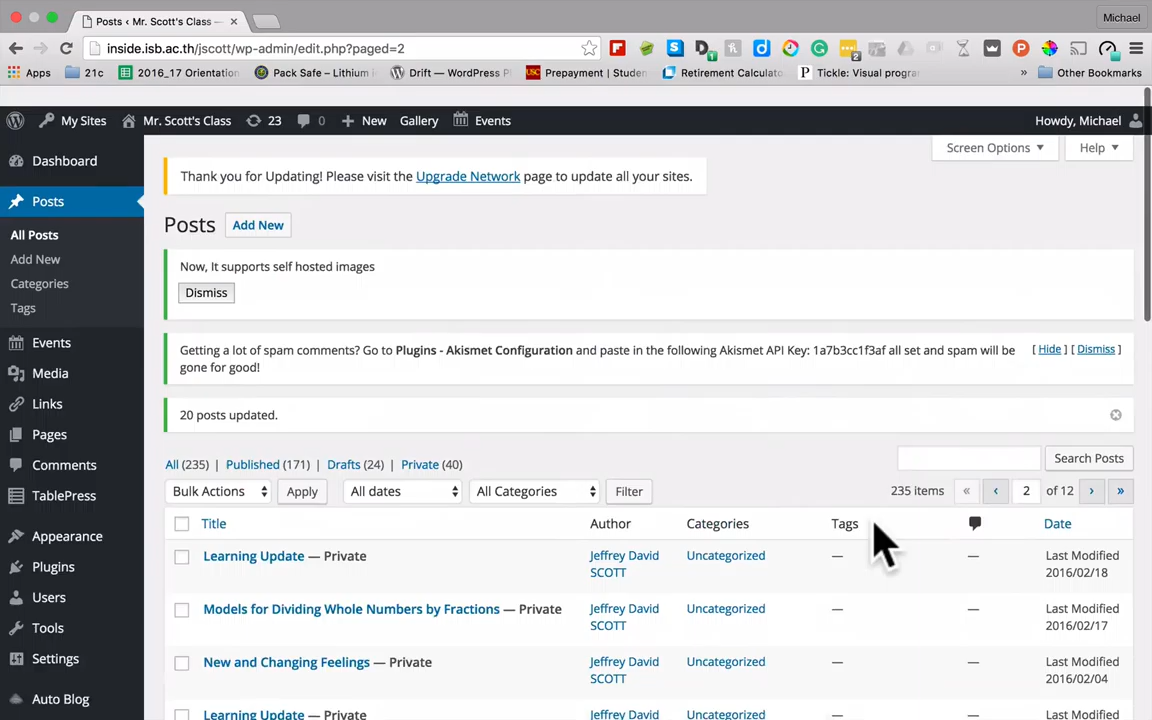 Posts ‹ Mr. Scott's Class —
Michael
inside.isb.ac.th/jscott/wp-admin/edit.php?paged=2
Apps 21c 2016_17 Orientation Pack Safe – Lithium Drift — WordPress Prepayment | Studen Retirement Calculato Tickle: Visual progra » Other Bookmarks
My Sites Mr. Scott's Class 23 0 New Gallery Events Howdy, Michael
Dashboard
Screen Options Help
Thank you for Updating! Please visit the Upgrade Network page to update all your sites.
Posts
Posts Add New
All Posts
Add New
Categories
Tags
Now, It supports self hosted images
Dismiss
Events
Media
Links
Pages
Comments
TablePress
Appearance
Plugins
Users
Tools
Settings
Auto Blog
Getting a lot of spam comments? Go to Plugins - Akismet Configuration and paste in the following Akismet API Key: 1a7b3cc1f3af all set and spam will be [ Hide ] [ Dismiss ]
gone for good!
20 posts updated.
All (235) | Published (171) | Drafts (24) | Private (40)
Search Posts
Bulk Actions Apply All dates All Categories Filter 235 items « ‹ 2 of 12 › »
Title Author Categories Tags Date
Learning Update — Private Jeffrey David SCOTT Uncategorized — — Last Modified 2016/02/18
Models for Dividing Whole Numbers by Fractions — Private Jeffrey David SCOTT Uncategorized — — Last Modified 2016/02/17
New and Changing Feelings — Private Jeffrey David SCOTT Uncategorized — — Last Modified 2016/02/04
Learning Update — Private Jeffrey David Uncategorized — — Last Modified